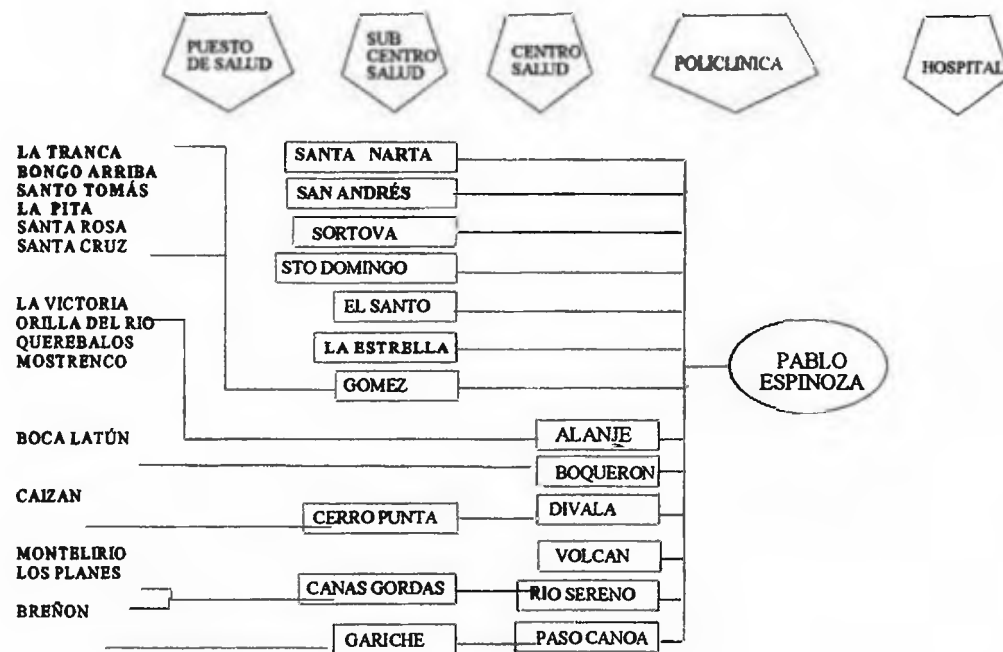 PUESTO
DE SALUD
SUB
CENTRO
SALUD
CENTRO
SALUD
POLICLINICA
HOSPITAL
LA TRANCA
BONGO ARRIBA
SANTO TOMÁS
LA PITA
SANTA ROSA
SANTA CRUZ
LA VICTORIA
ORILLA DEL RIO
QUEREBALOS
MOSTRENCO
BOCA LATÚN
CAIZAN
MONTELIRIO
LOS PLANES
BREÑON
SANTA NARTA
SAN ANDRÉS
SORTOVA
STO DOMINGO
EL SANTO
LA ESTRELLA
GOMEZ
CERRO PUNTA
CANAS GORDAS
GARICHE
ALANJE
BOQUERON
DIVALA
VOLCAN
RIO SERENO
PASO CANOA
PABLO
ESPINOZA